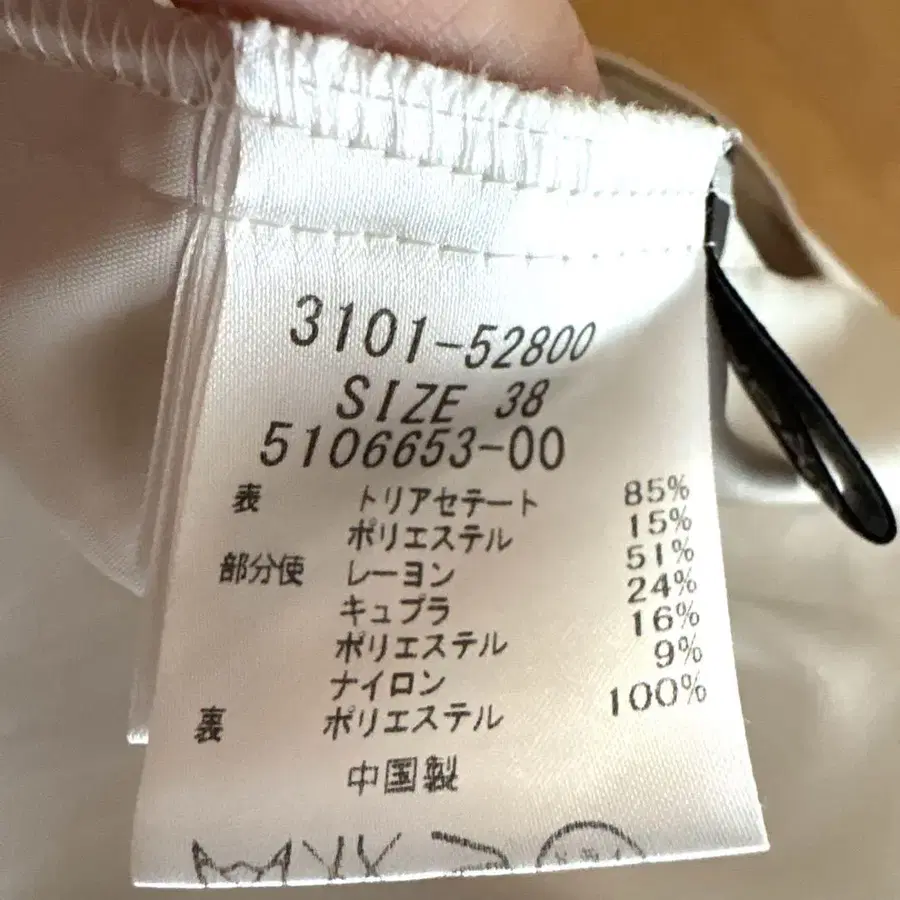 3101-52800
SIZE 38
5106653-00
表 トリアセテート 85%
ポリエステル 15%
部分使 レーヨン 51%
キュプラ 24%
ポリエステル 16%
ナイロン 9%
裏 ポリエステル 100%
中国製